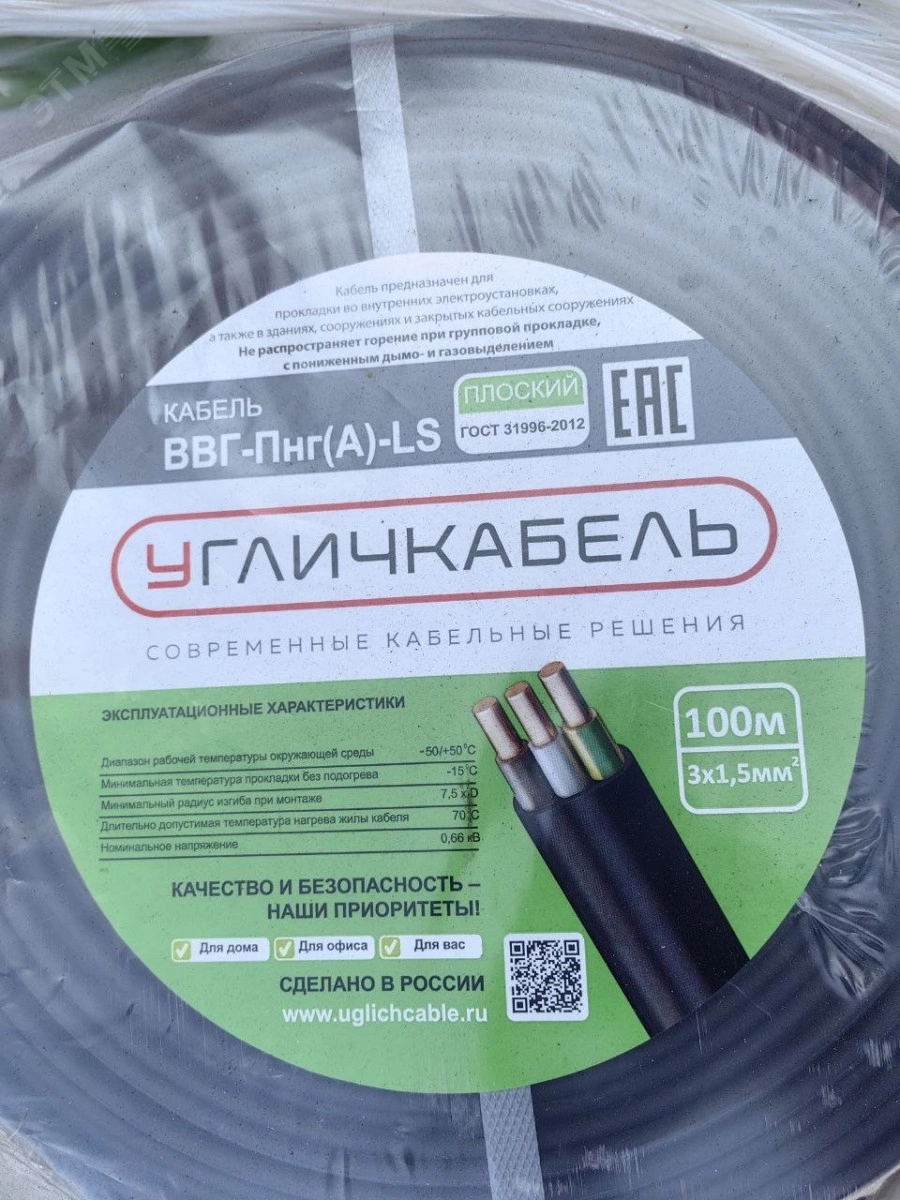 ЭТМ
Кабель предназначен для
прокладки во внутренних электроустановках,
а также в зданиях, сооружениях и закрытых кабельных сооружениях
Не распространяет горение при групповой прокладке,
с пониженным дымо- и газовыделением
КАБЕЛЬ
ВВГ-Пнг(А)-LS
ПЛОСКИЙ
ГОСТ 31996-2012
ЕАС
УГЛИЧКАБЕЛЬ
СОВРЕМЕННЫЕ КАБЕЛЬНЫЕ РЕШЕНИЯ
ЭКСПЛУАТАЦИОННЫЕ ХАРАКТЕРИСТИКИ
Диапазон рабочей температуры окружающей среды -50/+50°С
Минимальная температура прокладки без подогрева -15°С
Минимальный радиус изгиба при монтаже 7,5 xD
Длительно допустимая температура нагрева жилы кабеля 70°С
Номинальное напряжение 0,66 кВ
100м
3х1,5мм²
КАЧЕСТВО И БЕЗОПАСНОСТЬ –
НАШИ ПРИОРИТЕТЫ!
Для дома Для офиса Для вас
СДЕЛАНО В РОССИИ
www.uglichcable.ru